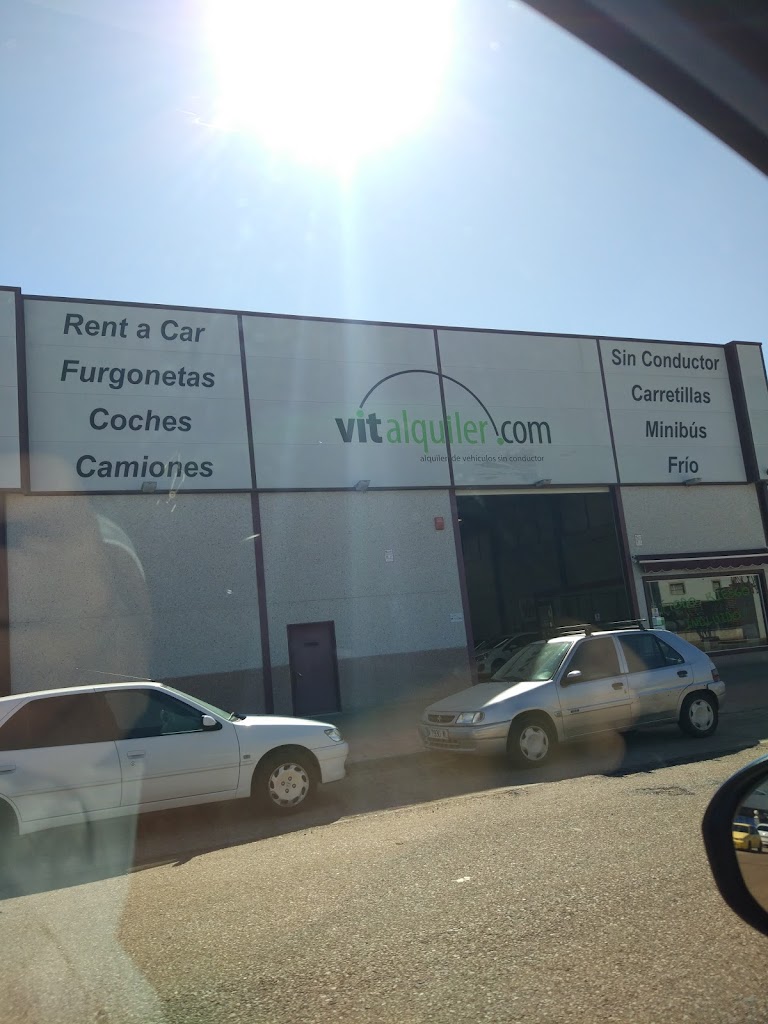 Rent a Car
Furgonetas
Coches
Camiones
vitalquiler.com
alquiler de vehículos sin conductor
Sin Conductor
Carretillas
Minibús
Frío